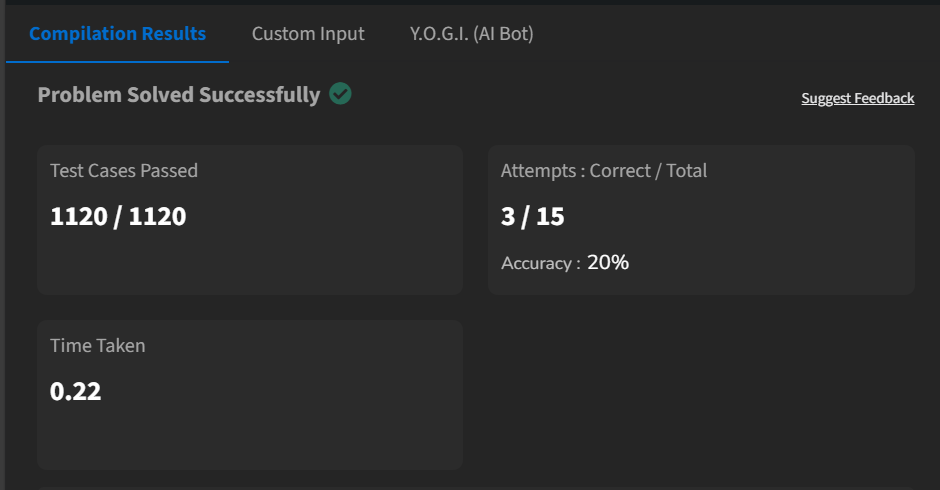 Compilation Results Custom Input Y.O.G.I. (AI Bot)
Problem Solved Successfully
Suggest Feedback
Test Cases Passed
1120 / 1120
Attempts : Correct / Total
3 / 15
Accuracy : 20%
Time Taken
0.22